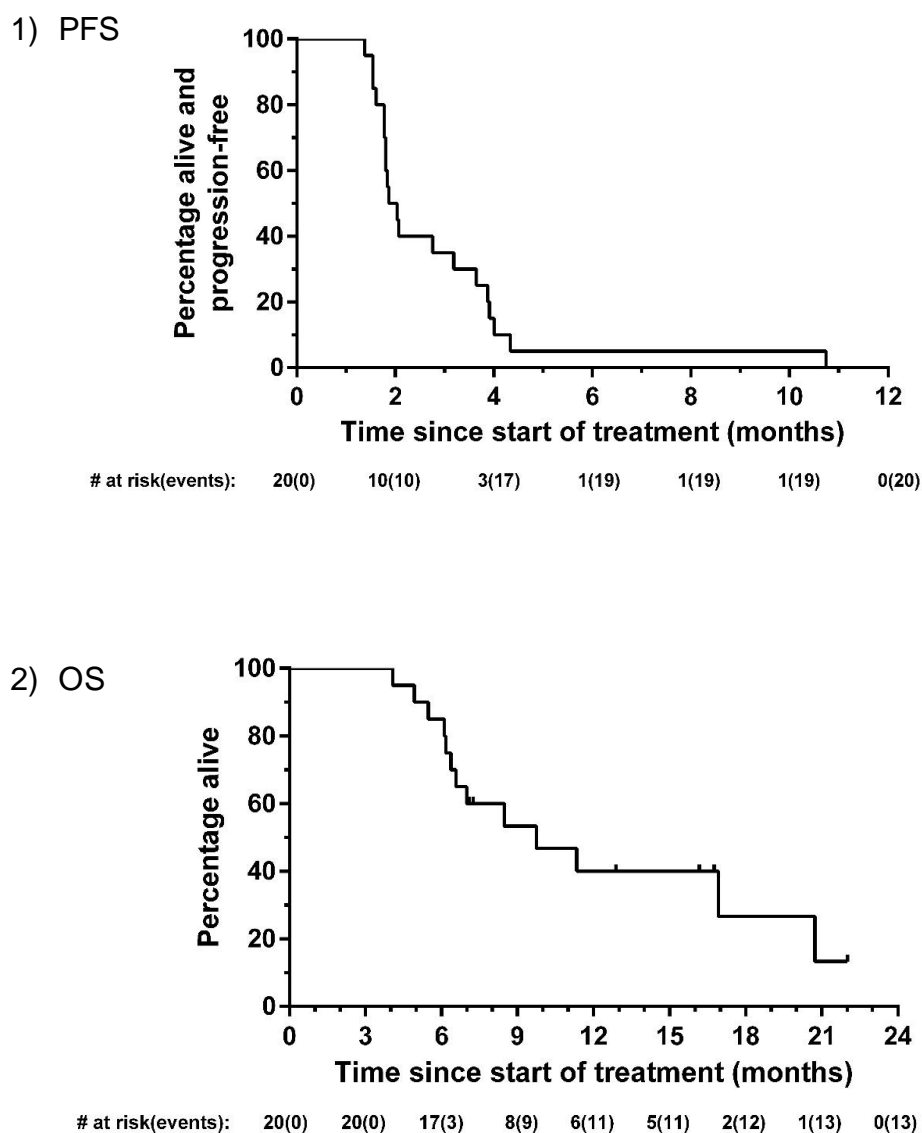 1) PFS
Percentage alive and
progression-free
100
80
60
40
20
0
0 2 4 6 8 10 12
Time since start of treatment (months)
# at risk(events): 20(0) 10(10) 3(17) 1(19) 1(19) 1(19) 0(20)
2) OS
Percentage alive
100
80
60
40
20
0
0 3 6 9 12 15 18 21 24
Time since start of treatment (months)
# at risk(events): 20(0) 20(0) 17(3) 8(9) 6(11) 5(11) 2(12) 1(13) 0(13)